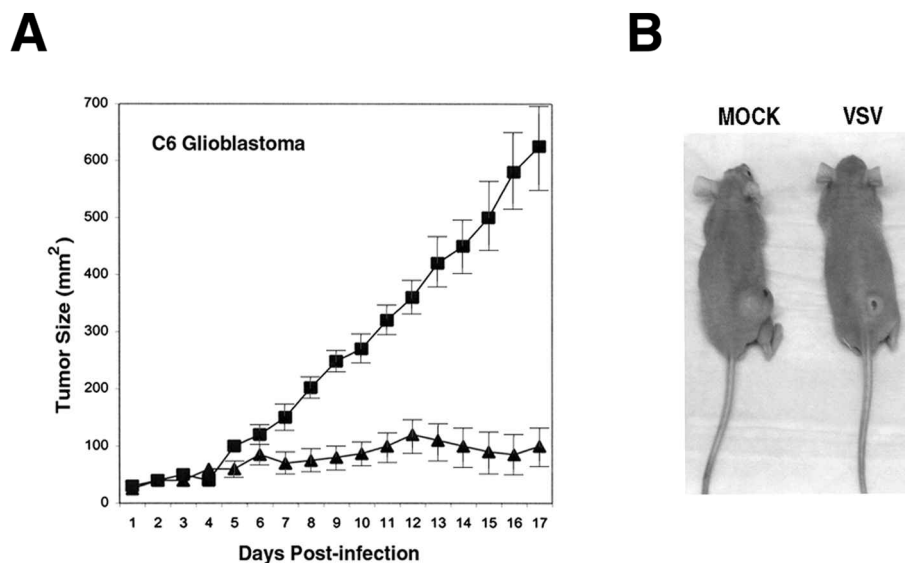 A
B
700
C6 Glioblastoma
600
500
400
300
200
100
0
Tumor Size (mm²)
1 2 3 4 5 6 7 8 9 10 11 12 13 14 15 16 17
Days Post-infection
MOCK VSV